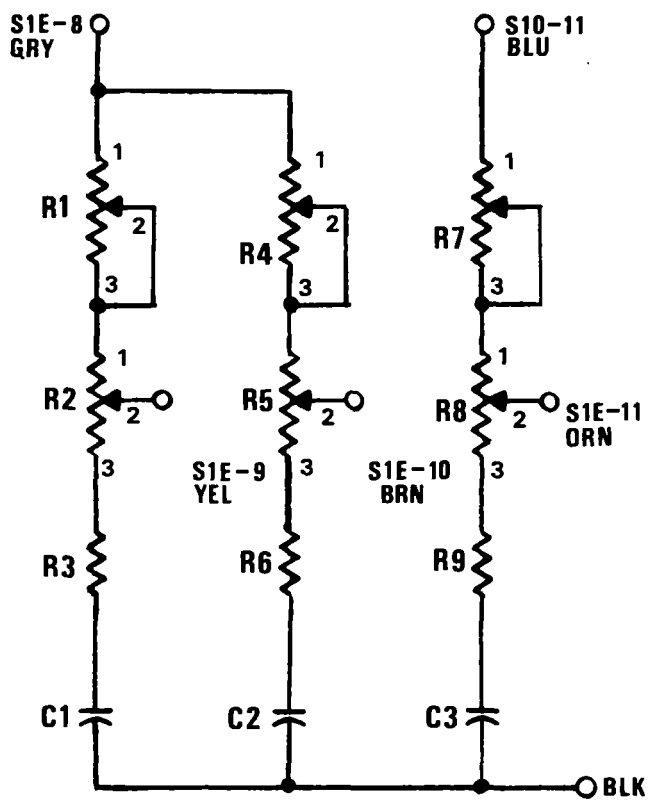 S1E-8
GRY
S10-11
BLU
1
R1
2
3
1
R4
2
3
1
R7
3
1
R2
2
3
R5
2
3
1
R8
2
3
S1E-11
ORN
S1E-9
YEL
S1E-10
BRN
R3
R6
R9
C1
C2
C3
BLK